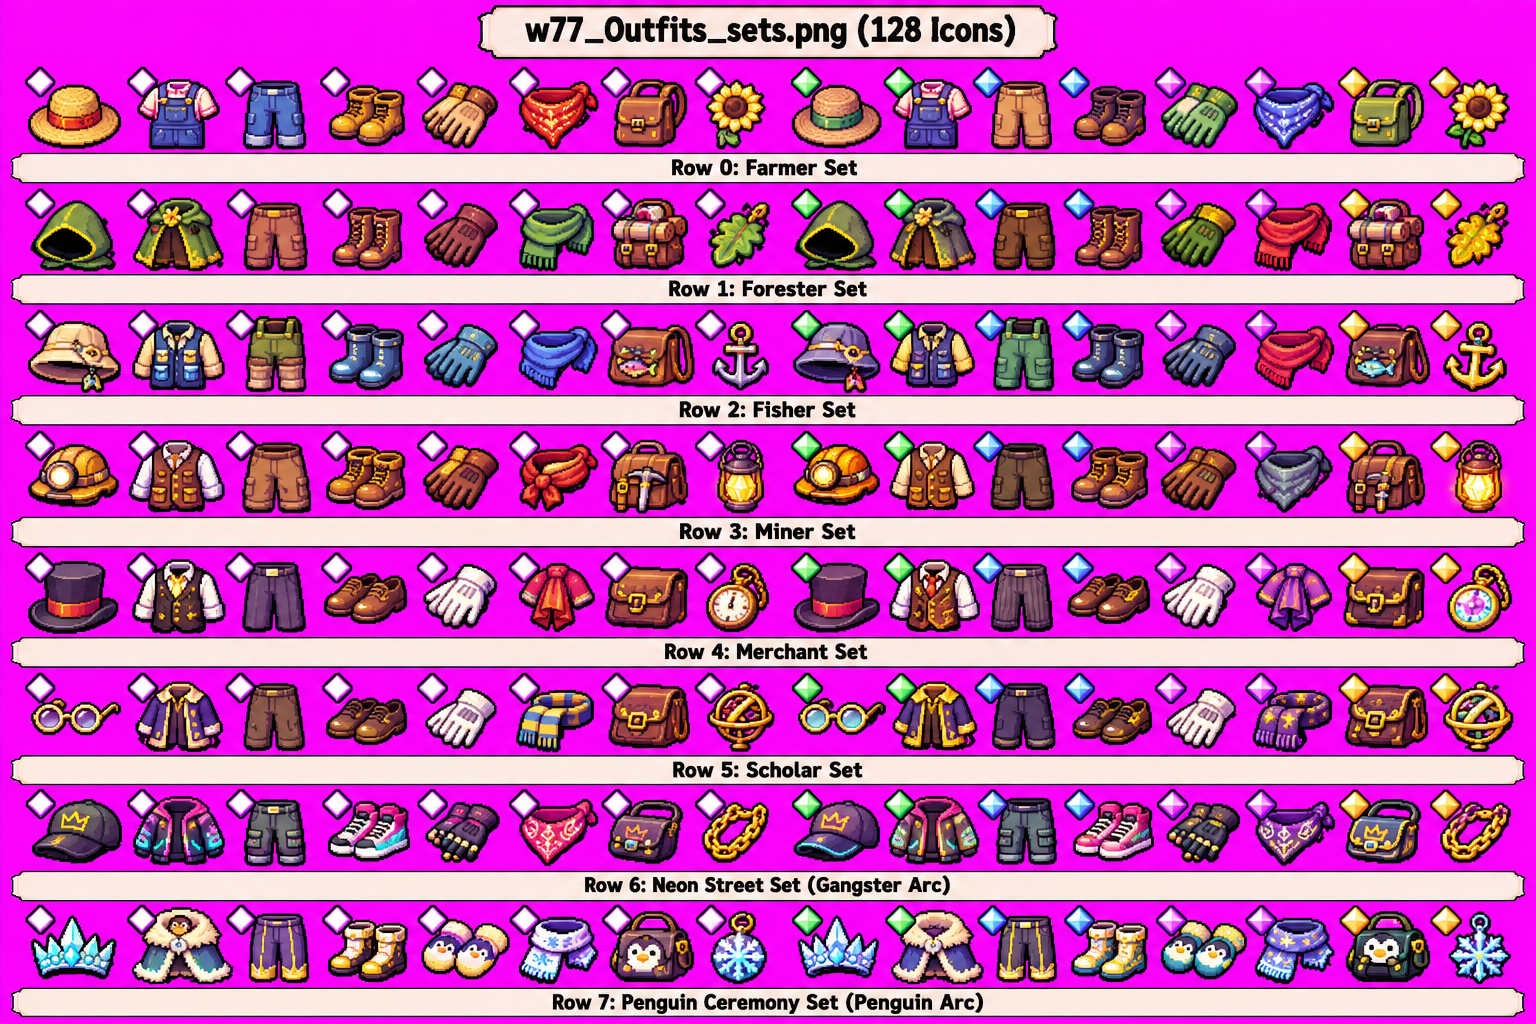 w77_Outfits_sets.png (128 Icons)
Row 0: Farmer Set
Row 1: Forester Set
Row 2: Fisher Set
Row 3: Miner Set
Row 4: Merchant Set
Row 5: Scholar Set
Row 6: Neon Street Set (Gangster Arc)
Row 7: Penguin Ceremony Set (Penguin Arc)